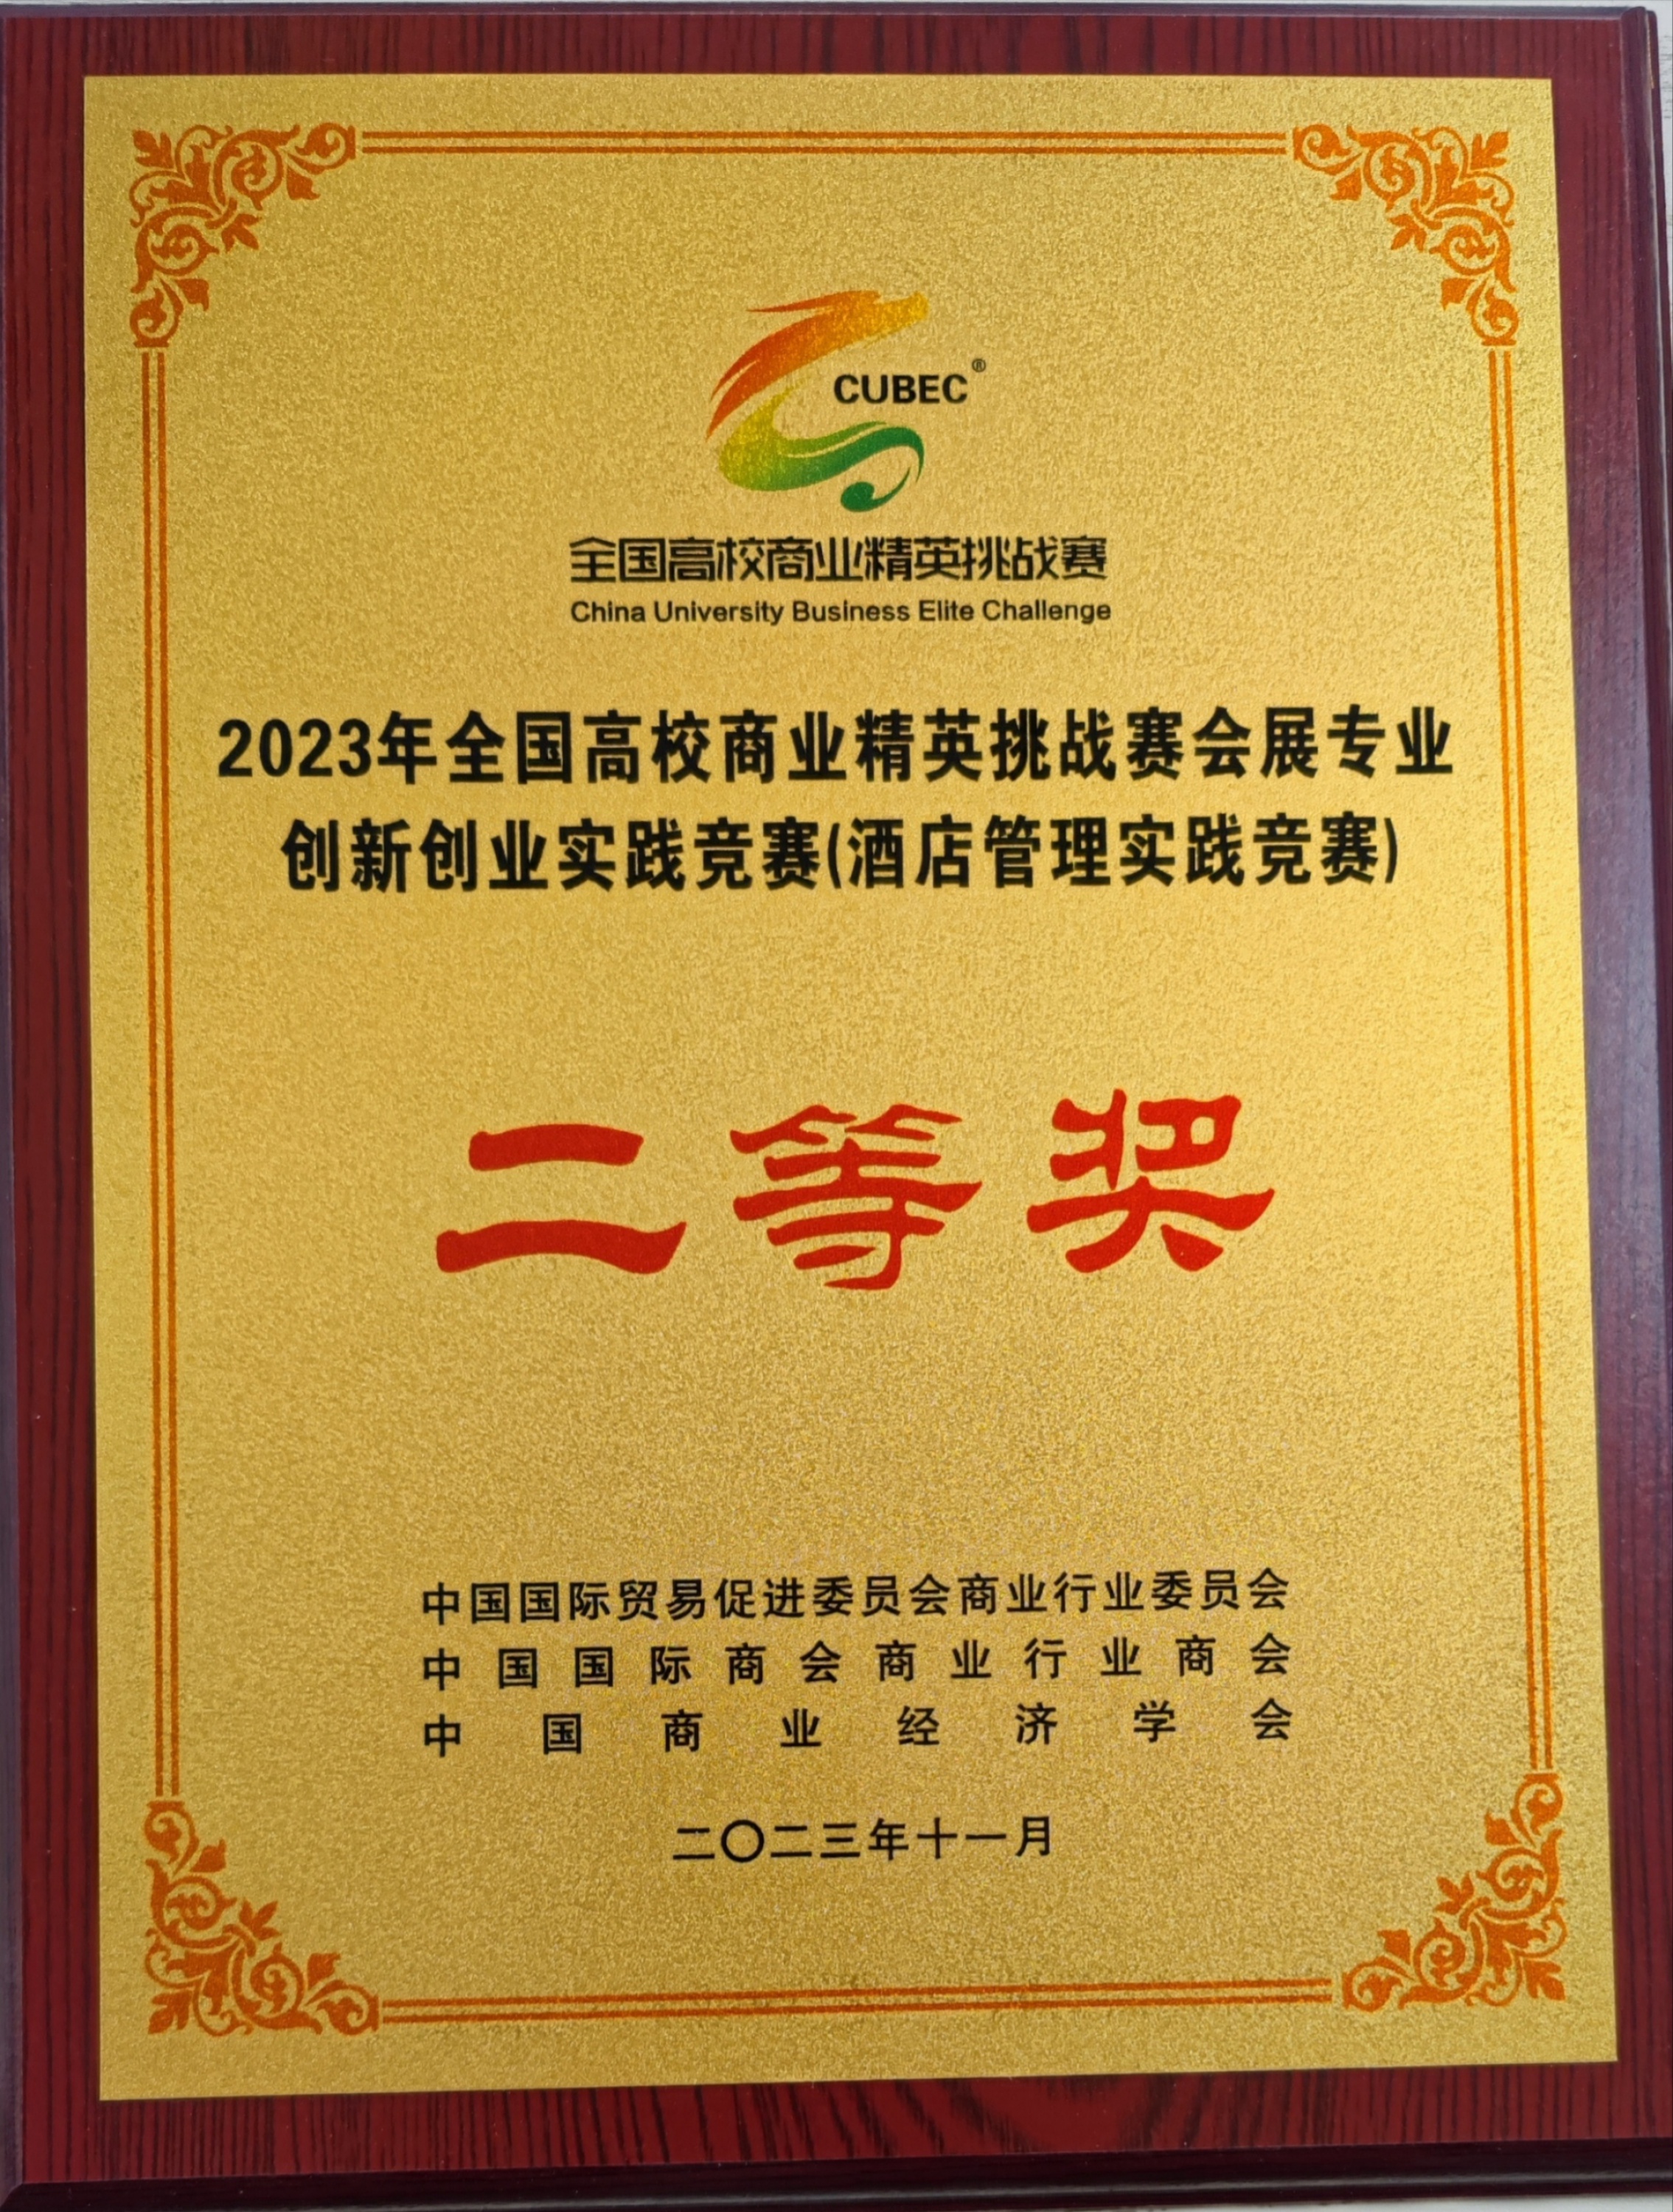 CUBEC®
全国高校商业精英挑战赛
China University Business Elite Challenge
2023年全国高校商业精英挑战赛会展专业
创新创业实践竞赛(酒店管理实践竞赛)
二等奖
中国国际贸易促进委员会商业行业委员会
中国国际商会商业行业商会
中国商业经济学会
二〇二三年十一月